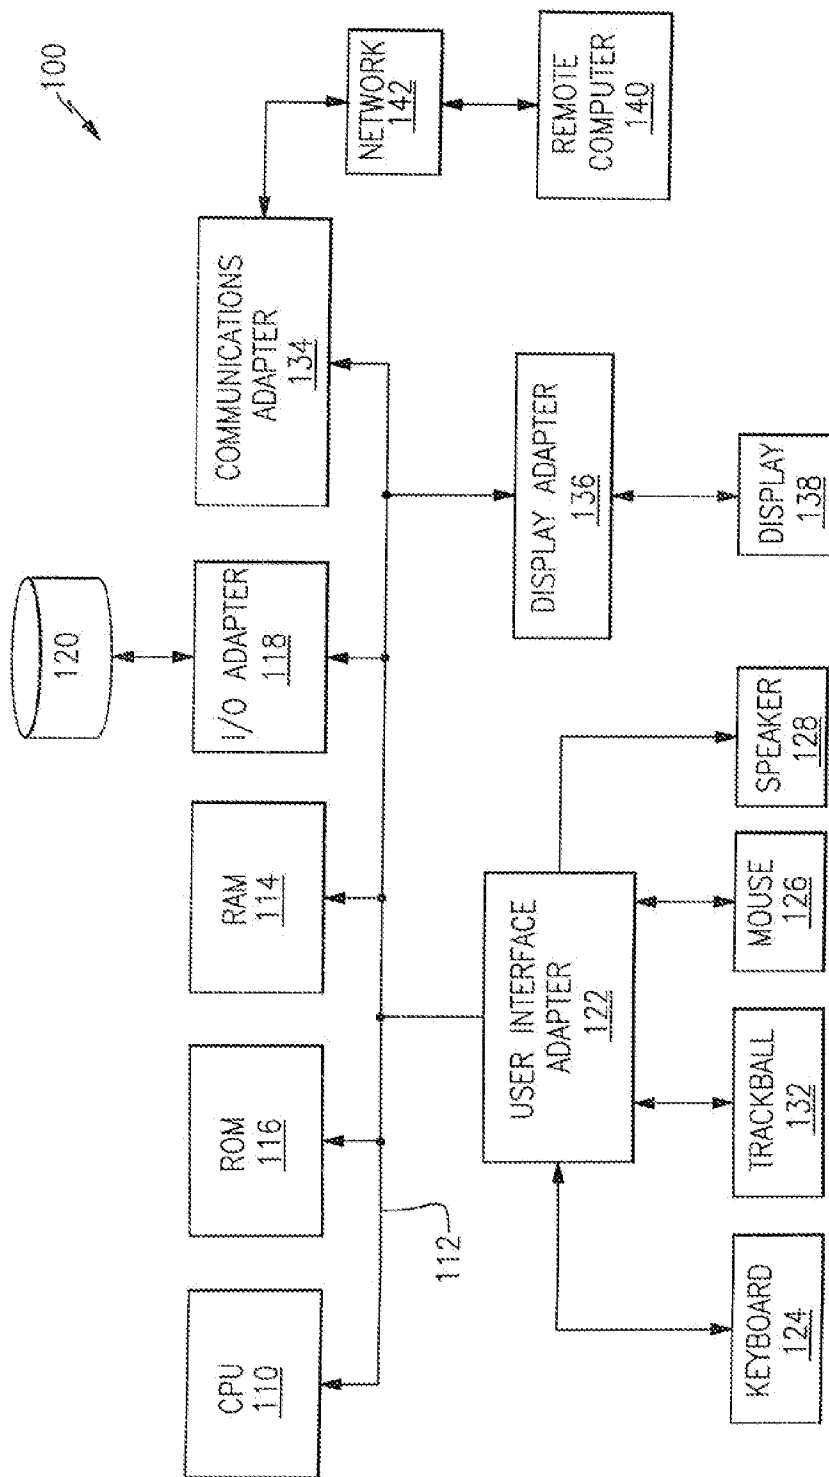 100
120
CPU
110
ROM
116
RAM
114
I/O ADAPTER
118
COMMUNICATIONS
ADAPTER
134
NETWORK
142
REMOTE
COMPUTER
140
112
USER INTERFACE
ADAPTER
122
DISPLAY ADAPTER
136
KEYBOARD
124
TRACKBALL
132
MOUSE
126
SPEAKER
128
DISPLAY
138